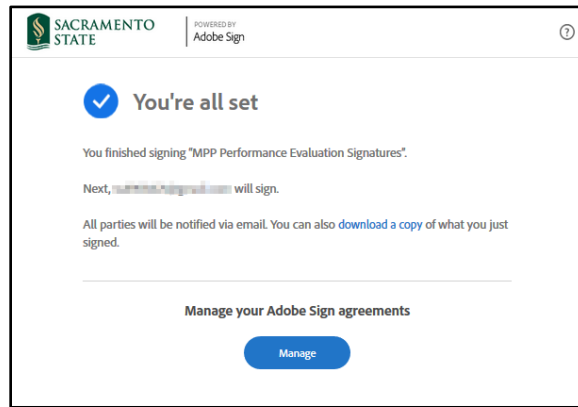 SACRAMENTO
STATE
POWERED BY
Adobe Sign
You're all set
You finished signing "MPP Performance Evaluation Signatures".
Next, will sign.
All parties will be notified via email. You can also download a copy of what you just
signed.
Manage your Adobe Sign agreements
Manage